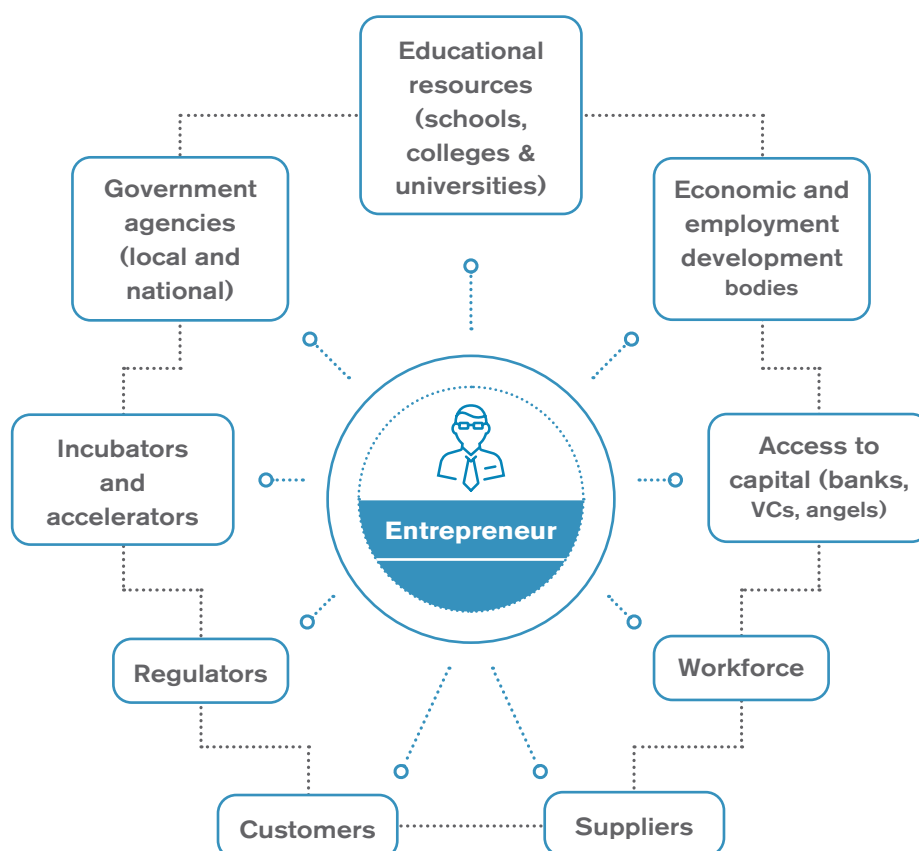 Educational
resources
(schools,
colleges &
universities)
Government
agencies
(local and
national)
Economic and
employment
development
bodies
Incubators
and
accelerators
Entrepreneur
Access to
capital (banks,
VCs, angels)
Regulators
Workforce
Customers
Suppliers